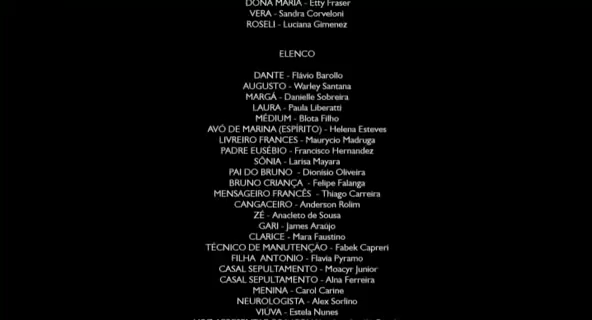 DONA MARIA - Etty Fraser
VERA - Sandra Corveloni
ROSELI - Luciana Gimenez
ELENCO
DANTE - Flávio Barollo
AUGUSTO - Warley Santana
MARGÁ - Danielle Sobreira
LAURA - Paula Liberatti
MÉDIUM - Blota Filho
AVÓ DE MARINA (ESPÍRITO) - Helena Esteves
LIVREIRO FRANCES - Maurycio Madruga
PADRE EUSÉBIO - Francisco Hernandez
SÔNIA - Larisa Mayara
PAI DO BRUNO - Dionísio Oliveira
BRUNO CRIANÇA - Felipe Falanga
MENSAGEIRO FRANCÊS - Thiago Carreira
CANGACEIRO - Anderson Rolim
ZÉ - Anacleto de Sousa
GARI - James Araújo
CLARICE - Mara Faustino
TÉCNICO DE MANUTENÇÃO - Fabek Capreri
FILHA ANTONIO - Flavia Pyramo
CASAL SEPULTAMENTO - Moacyr Junior
CASAL SEPULTAMENTO - Alna Ferreira
MENINA - Carol Carine
NEUROLOGISTA - Alex Sorlino
VIÚVA - Estela Nunes